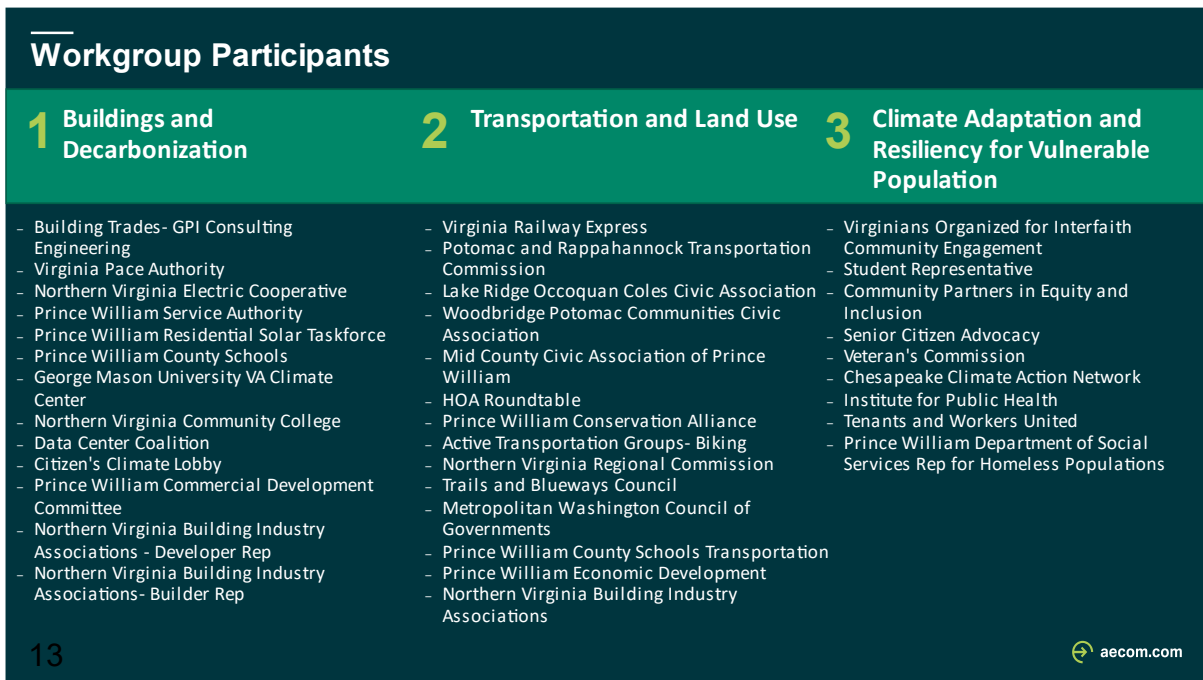 Workgroup Participants
1 Buildings and
Decarbonization
– Building Trades- GPI Consulting
Engineering
– Virginia Pace Authority
– Northern Virginia Electric Cooperative
– Prince William Service Authority
– Prince William Residential Solar Taskforce
– Prince William County Schools
– George Mason University VA Climate
Center
– Northern Virginia Community College
– Data Center Coalition
– Citizen's Climate Lobby
– Prince William Commercial Development
Committee
– Northern Virginia Building Industry
Associations - Developer Rep
– Northern Virginia Building Industry
Associations- Builder Rep
2 Transportation and Land Use
– Virginia Railway Express
– Potomac and Rappahannock Transportation
Commission
– Lake Ridge Occoquan Coles Civic Association
– Woodbridge Potomac Communities Civic
Association
– Mid County Civic Association of Prince
William
– HOA Roundtable
– Prince William Conservation Alliance
– Active Transportation Groups- Biking
– Northern Virginia Regional Commission
– Trails and Blueways Council
– Metropolitan Washington Council of
Governments
– Prince William County Schools Transportation
– Prince William Economic Development
– Northern Virginia Building Industry
Associations
3 Climate Adaptation and
Resiliency for Vulnerable
Population
– Virginians Organized for Interfaith
Community Engagement
– Student Representative
– Community Partners in Equity and
Inclusion
– Senior Citizen Advocacy
– Veteran's Commission
– Chesapeake Climate Action Network
– Institute for Public Health
– Tenants and Workers United
– Prince William Department of Social
Services Rep for Homeless Populations
13
aecom.com